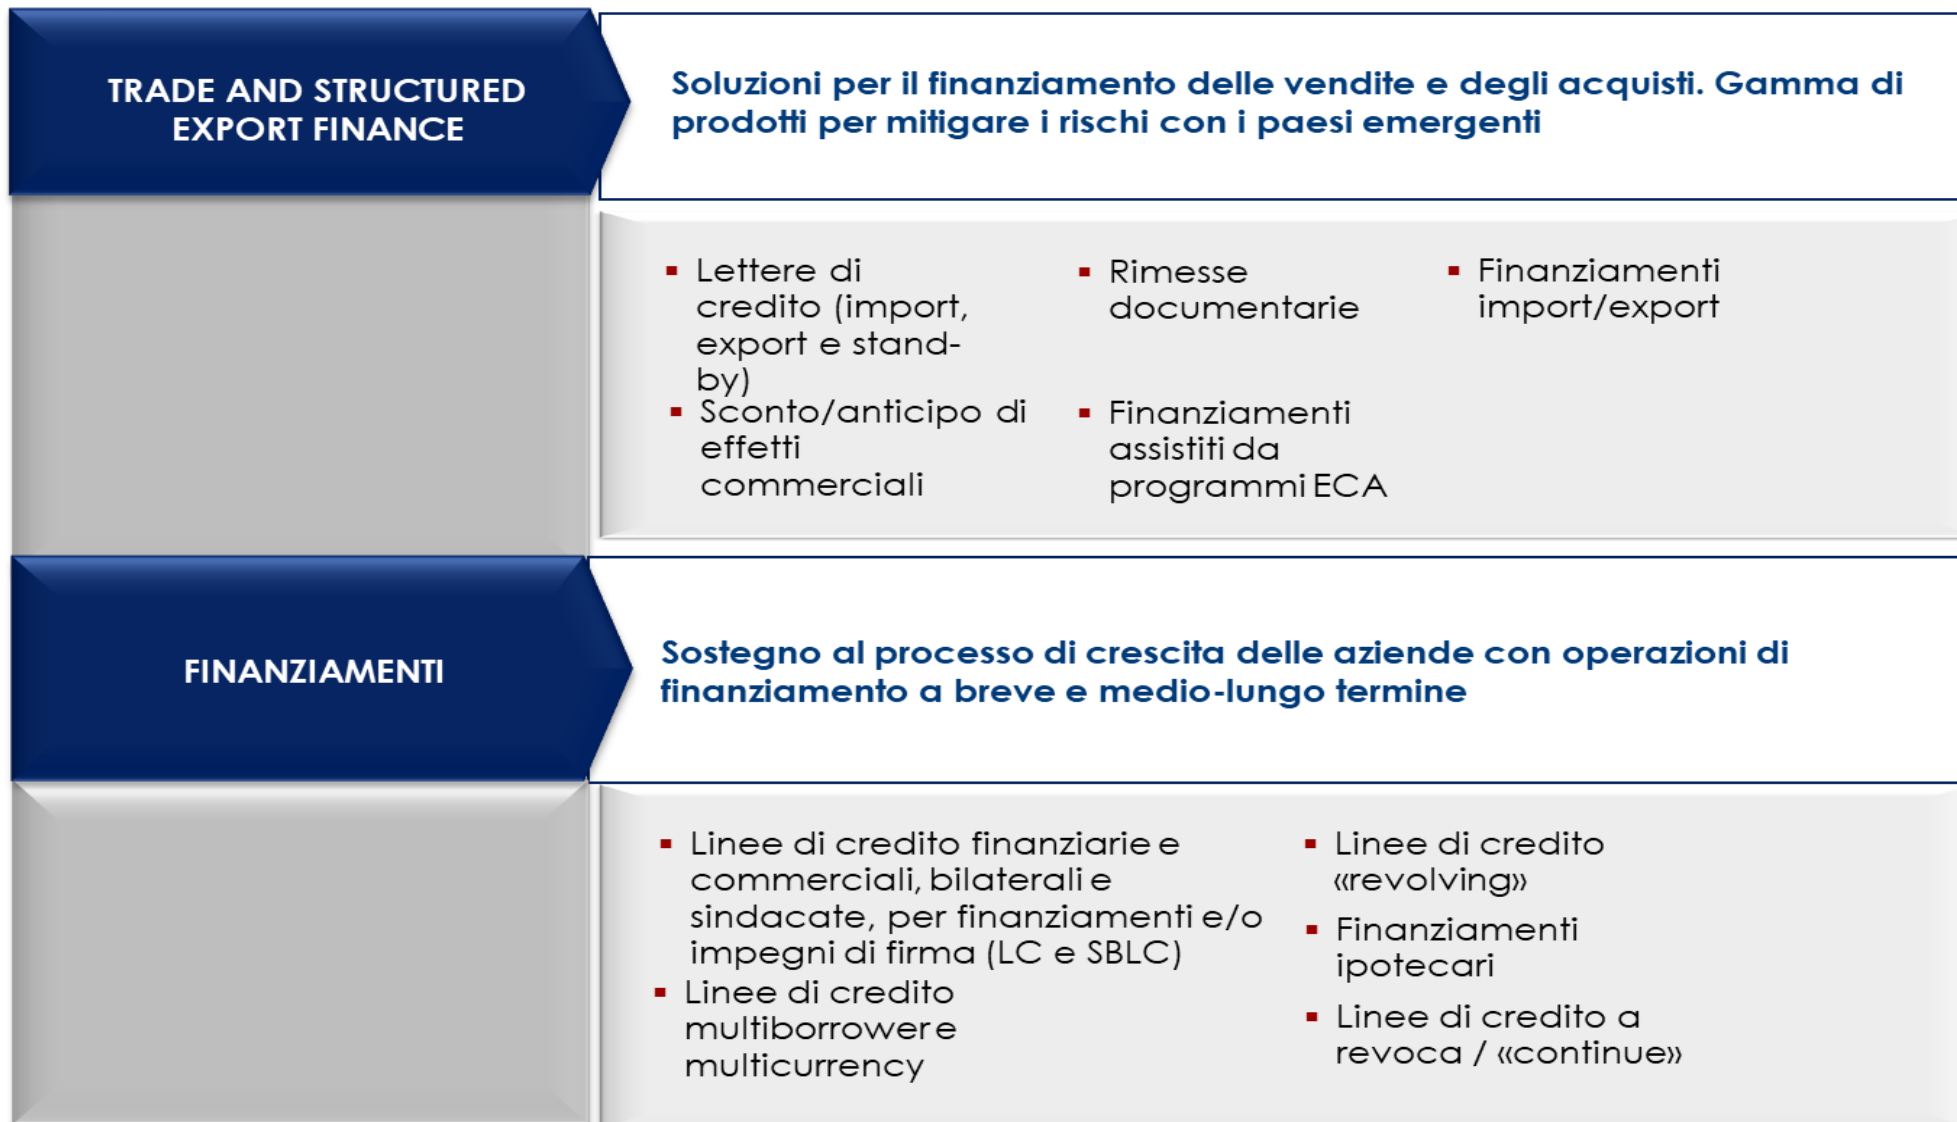 TRADE AND STRUCTURED
EXPORT FINANCE
Soluzioni per il finanziamento delle vendite e degli acquisti. Gamma di
prodotti per mitigare i rischi con i paesi emergenti
▪ Lettere di
credito (import,
export e stand-
by)
▪ Rimesse
documentarie
▪ Finanziamenti
import/export
▪ Sconto/anticipo di
effetti
commerciali
▪ Finanziamenti
assistiti da
programmi ECA
FINANZIAMENTI
Sostegno al processo di crescita delle aziende con operazioni di
finanziamento a breve e medio-lungo termine
▪ Linee di credito finanziarie e
commerciali, bilaterali e
sindacate, per finanziamenti e/o
impegni di firma (LC e SBLC)
▪ Linee di credito
multiborrower e
multicurrency
▪ Linee di credito
«revolving»
▪ Finanziamenti
ipotecari
▪ Linee di credito a
revoca / «continue»